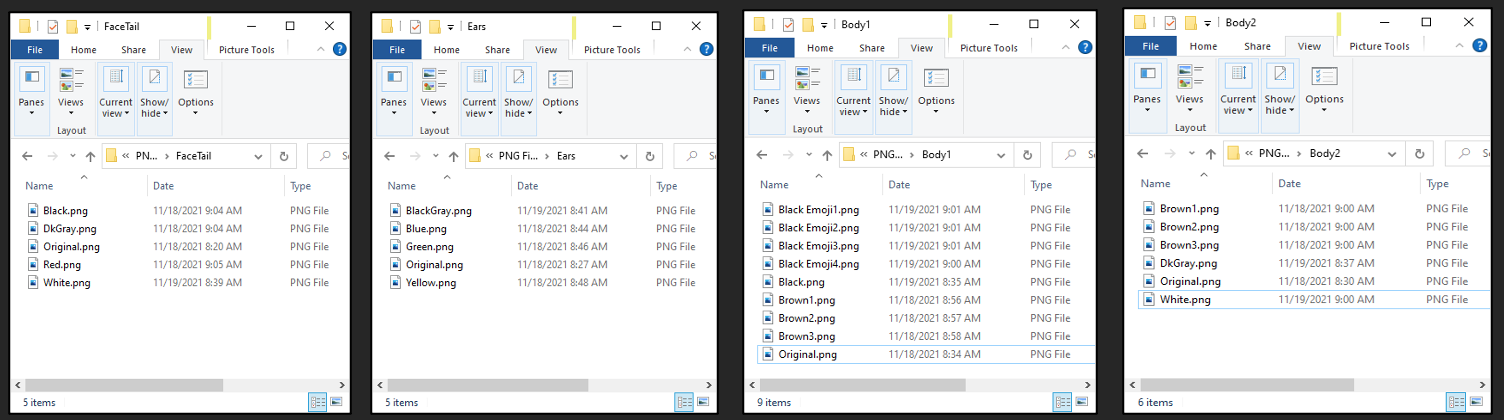 FaceTail
File Home Share View Picture Tools
Panes Views Current view Show/ hide Options
Layout
PN... FaceTail
Name Date Type
Black.png 11/18/2021 9:04 AM PNG File
DkGray.png 11/18/2021 9:04 AM PNG File
Original.png 11/18/2021 8:20 AM PNG File
Red.png 11/18/2021 9:05 AM PNG File
White.png 11/19/2021 8:39 AM PNG File
5 items
Ears
File Home Share View Picture Tools
Panes Views Current view Show/ hide Options
Layout
PNG Fi... Ears
Name Date Type
BlackGray.png 11/19/2021 8:41 AM PNG File
Blue.png 11/18/2021 8:44 AM PNG File
Green.png 11/18/2021 8:46 AM PNG File
Original.png 11/18/2021 8:27 AM PNG File
Yellow.png 11/18/2021 8:48 AM PNG File
5 items
Body1
File Home Share View Picture Tools
Panes Views Current view Show/ hide Options
Layout
PNG... Body1
Name Date Type
Black Emoji1.png 11/19/2021 9:01 AM PNG File
Black Emoji2.png 11/19/2021 9:01 AM PNG File
Black Emoji3.png 11/19/2021 9:01 AM PNG File
Black Emoji4.png 11/19/2021 9:00 AM PNG File
Black.png 11/19/2021 8:35 AM PNG File
Brown1.png 11/18/2021 8:56 AM PNG File
Brown2.png 11/18/2021 8:57 AM PNG File
Brown3.png 11/18/2021 8:58 AM PNG File
Original.png 11/18/2021 8:34 AM PNG File
9 items
Body2
File Home Share View Picture Tools
Panes Views Current view Show/ hide Options
Layout
PNG... Body2
Name Date Type
Brown1.png 11/18/2021 9:00 AM PNG File
Brown2.png 11/18/2021 9:00 AM PNG File
Brown3.png 11/18/2021 9:00 AM PNG File
DkGray.png 11/19/2021 8:37 AM PNG File
Original.png 11/18/2021 8:30 AM PNG File
White.png 11/19/2021 9:00 AM PNG File
6 items